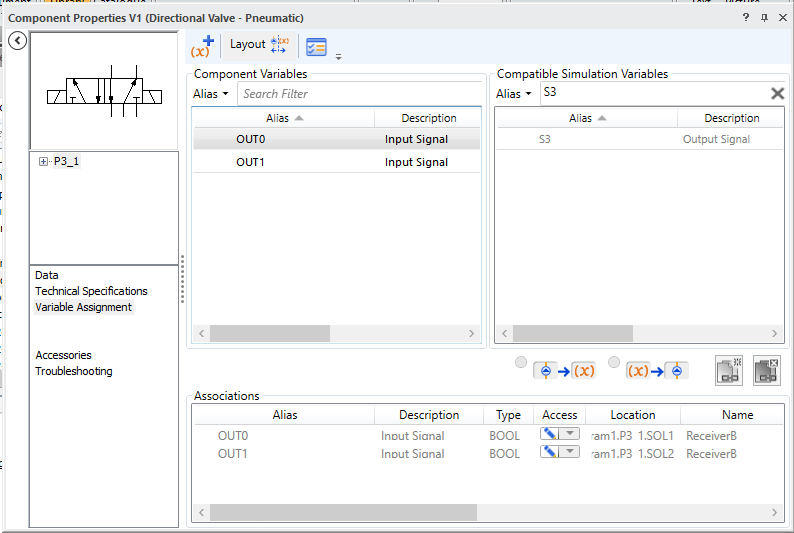 Component Properties V1 (Directional Valve - Pneumatic)
(x)
Layout
(x)
Component Variables
Alias
Search Filter
Alias
Description
OUT0
Input Signal
OUT1
Input Signal
Compatible Simulation Variables
Alias
S3
Alias
Description
S3
Output Signal
P3_1
Data
Technical Specifications
Variable Assignment
Accessories
Troubleshooting
(x)
(x)
Associations
Alias
Description
Type
Access
Location
Name
OUT0
Input Signal
BOOL
ram1.P3 1.SOL1
ReceiverB
OUT1
Input Signal
BOOL
ram1.P3 1.SOL2
ReceiverB